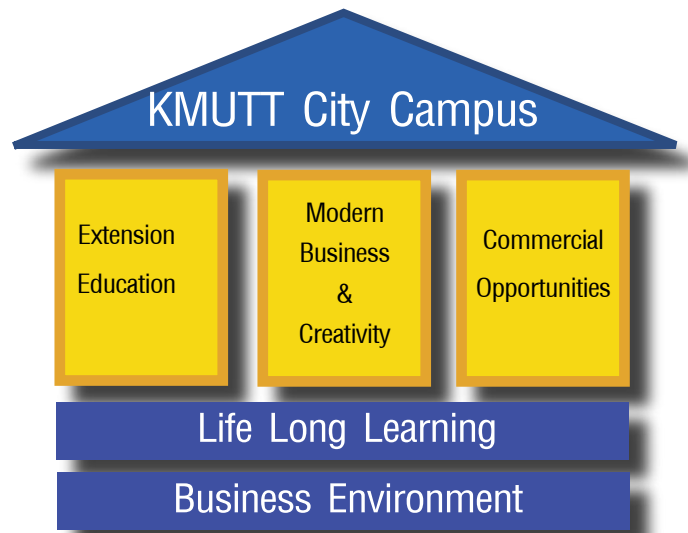 KMUTT City Campus
Extension
Education
Modern
Business
&
Creativity
Commercial
Opportunities
Life Long Learning
Business Environment